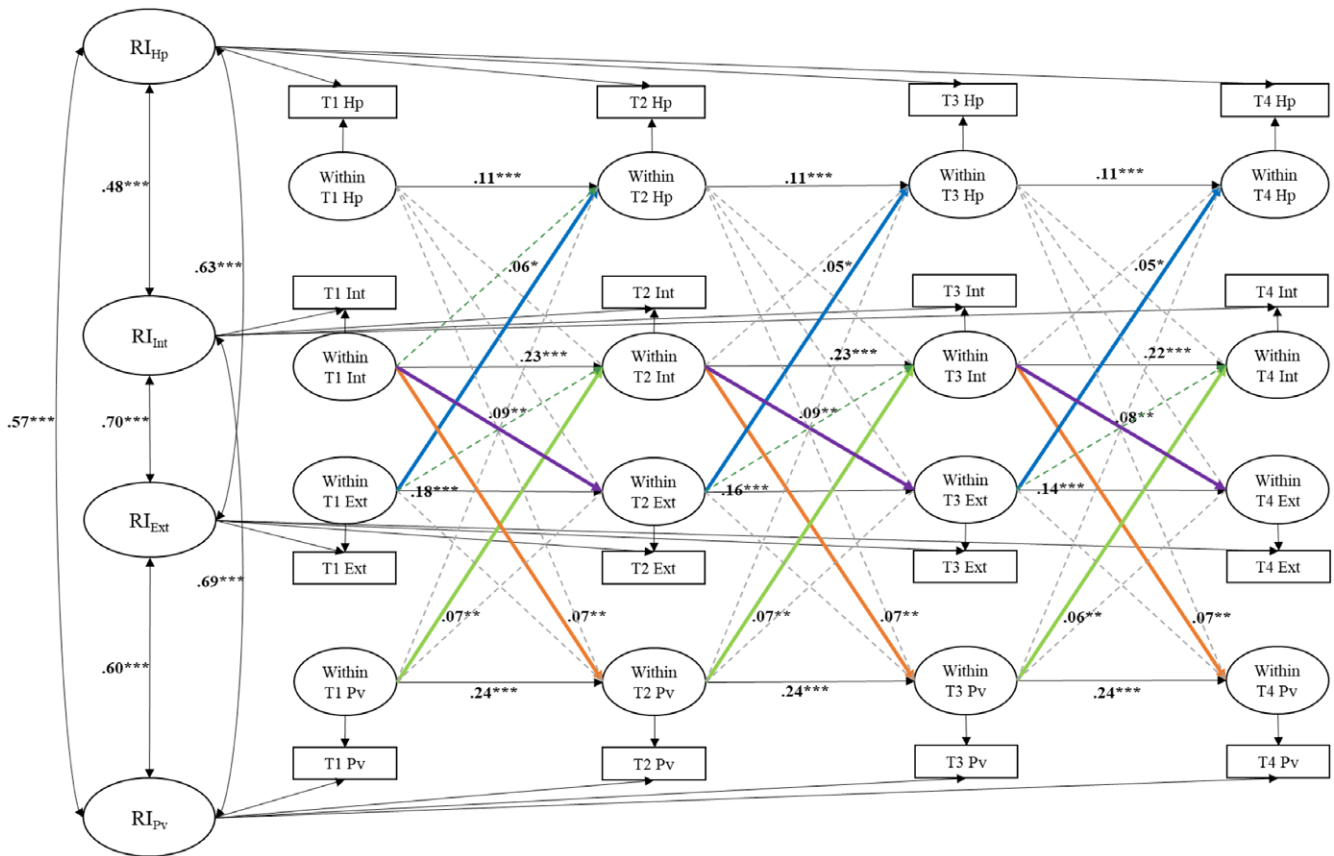 RIHp
T1 Hp
T2 Hp
T3 Hp
T4 Hp
Within
T1 Hp
.11***
Within
T2 Hp
.11***
Within
T3 Hp
.11***
Within
T4 Hp
.48***
.63***
.06*
.05*
.05*
T1 Int
T2 Int
T3 Int
T4 Int
RIInt
Within
T1 Int
.23***
Within
T2 Int
.23***
Within
T3 Int
.22***
Within
T4 Int
.57***
.70***
.09**
.09**
.08**
Within
T1 Ext
.18***
Within
T2 Ext
.16***
Within
T3 Ext
.14***
Within
T4 Ext
RIExt
T1 Ext
T2 Ext
T3 Ext
T4 Ext
.69***
.07**
.07**
.07**
.07**
.06**
.07**
.60***
Within
T1 Pv
.24***
Within
T2 Pv
.24***
Within
T3 Pv
.24***
Within
T4 Pv
T1 Pv
T2 Pv
T3 Pv
T4 Pv
RIPv